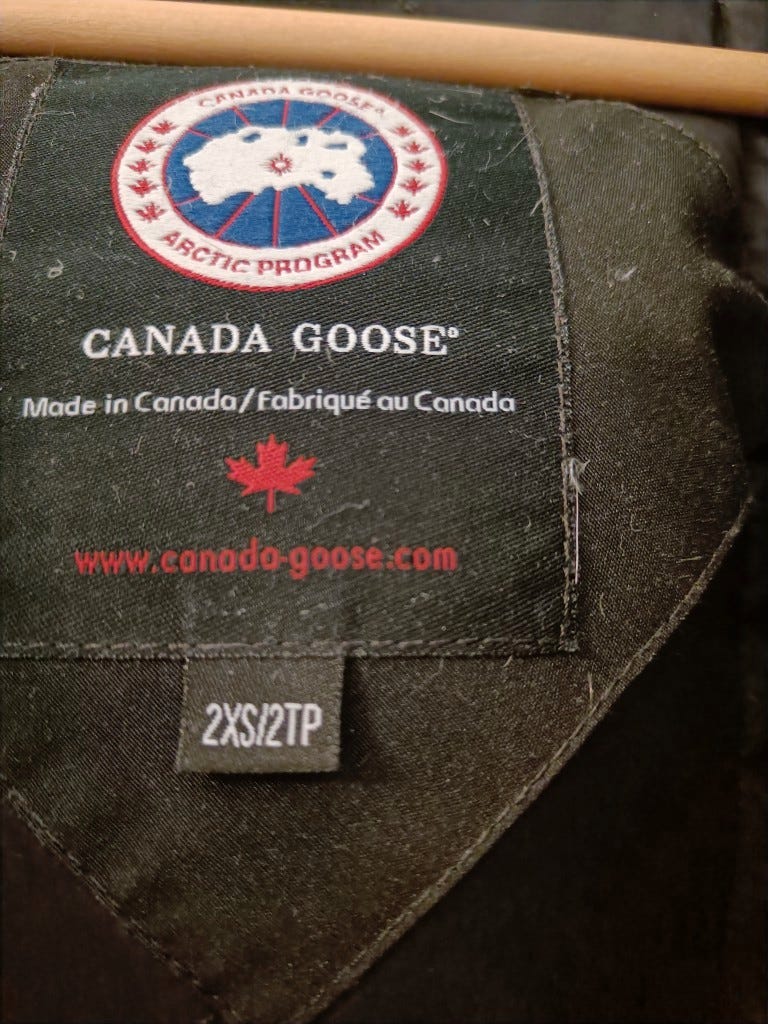 CANADA GOOSE®
ARCTIC PROGRAM
CANADA GOOSE®
Made in Canada/Fabriqué au Canada
www.canada-goose.com
2XS/2TP